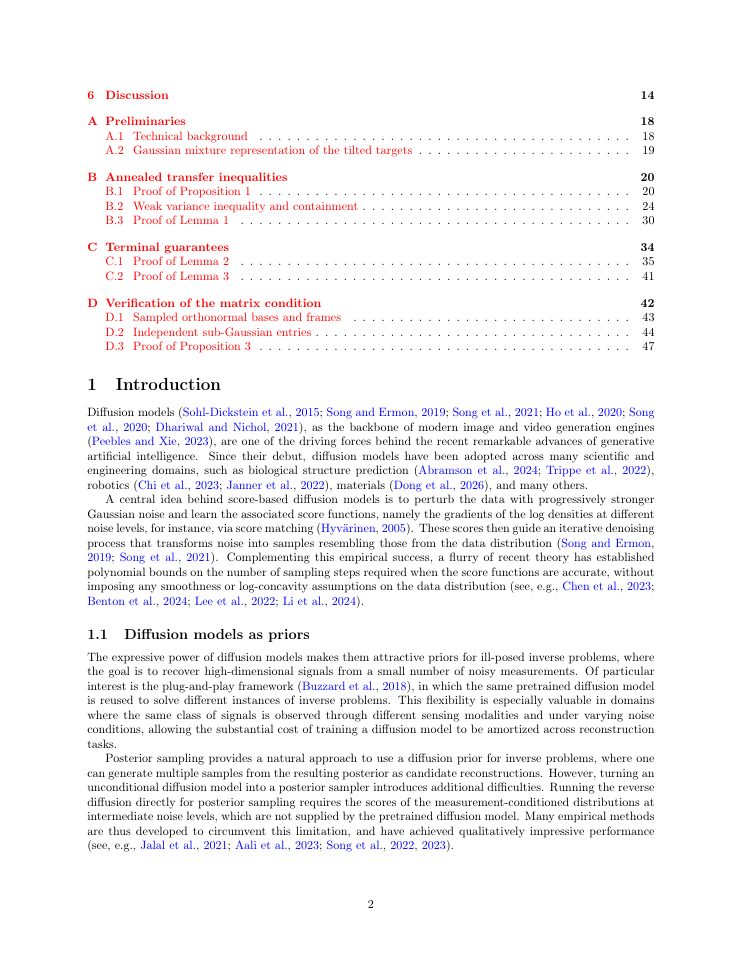 6 Discussion 14
A Preliminaries 18
A.1 Technical background . . . . . . . . . . . . . . . . . . . . . . . . . . . . . . . . . . . . . . . . 18
A.2 Gaussian mixture representation of the tilted targets . . . . . . . . . . . . . . . . . . . . . . . 19
B Annealed transfer inequalities 20
B.1 Proof of Proposition 1 . . . . . . . . . . . . . . . . . . . . . . . . . . . . . . . . . . . . . . . . 20
B.2 Weak variance inequality and containment . . . . . . . . . . . . . . . . . . . . . . . . . . . . . 24
B.3 Proof of Lemma 1 . . . . . . . . . . . . . . . . . . . . . . . . . . . . . . . . . . . . . . . . . . 30
C Terminal guarantees 34
C.1 Proof of Lemma 2 . . . . . . . . . . . . . . . . . . . . . . . . . . . . . . . . . . . . . . . . . . 35
C.2 Proof of Lemma 3 . . . . . . . . . . . . . . . . . . . . . . . . . . . . . . . . . . . . . . . . . . 41
D Verification of the matrix condition 42
D.1 Sampled orthonormal bases and frames . . . . . . . . . . . . . . . . . . . . . . . . . . . . . . 43
D.2 Independent sub-Gaussian entries . . . . . . . . . . . . . . . . . . . . . . . . . . . . . . . . . . 44
D.3 Proof of Proposition 3 . . . . . . . . . . . . . . . . . . . . . . . . . . . . . . . . . . . . . . . . 47
1 Introduction
Diffusion models (Sohl-Dickstein et al., 2015; Song and Ermon, 2019; Song et al., 2021; Ho et al., 2020; Song
et al., 2020; Dhariwal and Nichol, 2021), as the backbone of modern image and video generation engines
(Peebles and Xie, 2023), are one of the driving forces behind the recent remarkable advances of generative
artificial intelligence. Since their debut, diffusion models have been adopted across many scientific and
engineering domains, such as biological structure prediction (Abramson et al., 2024; Trippe et al., 2022),
robotics (Chi et al., 2023; Janner et al., 2022), materials (Dong et al., 2026), and many others.
A central idea behind score-based diffusion models is to perturb the data with progressively stronger
Gaussian noise and learn the associated score functions, namely the gradients of the log densities at different
noise levels, for instance, via score matching (Hyvärinen, 2005). These scores then guide an iterative denoising
process that transforms noise into samples resembling those from the data distribution (Song and Ermon,
2019; Song et al., 2021). Complementing this empirical success, a flurry of recent theory has established
polynomial bounds on the number of sampling steps required when the score functions are accurate, without
imposing any smoothness or log-concavity assumptions on the data distribution (see, e.g., Chen et al., 2023;
Benton et al., 2024; Lee et al., 2022; Li et al., 2024).
1.1 Diffusion models as priors
The expressive power of diffusion models makes them attractive priors for ill-posed inverse problems, where
the goal is to recover high-dimensional signals from a small number of noisy measurements. Of particular
interest is the plug-and-play framework (Buzzard et al., 2018), in which the same pretrained diffusion model
is reused to solve different instances of inverse problems. This flexibility is especially valuable in domains
where the same class of signals is observed through different sensing modalities and under varying noise
conditions, allowing the substantial cost of training a diffusion model to be amortized across reconstruction
tasks.
Posterior sampling provides a natural approach to use a diffusion prior for inverse problems, where one
can generate multiple samples from the resulting posterior as candidate reconstructions. However, turning an
unconditional diffusion model into a posterior sampler introduces additional difficulties. Running the reverse
diffusion directly for posterior sampling requires the scores of the measurement-conditioned distributions at
intermediate noise levels, which are not supplied by the pretrained diffusion model. Many empirical methods
are thus developed to circumvent this limitation, and have achieved qualitatively impressive performance
(see, e.g., Jalal et al., 2021; Aali et al., 2023; Song et al., 2022, 2023).
2